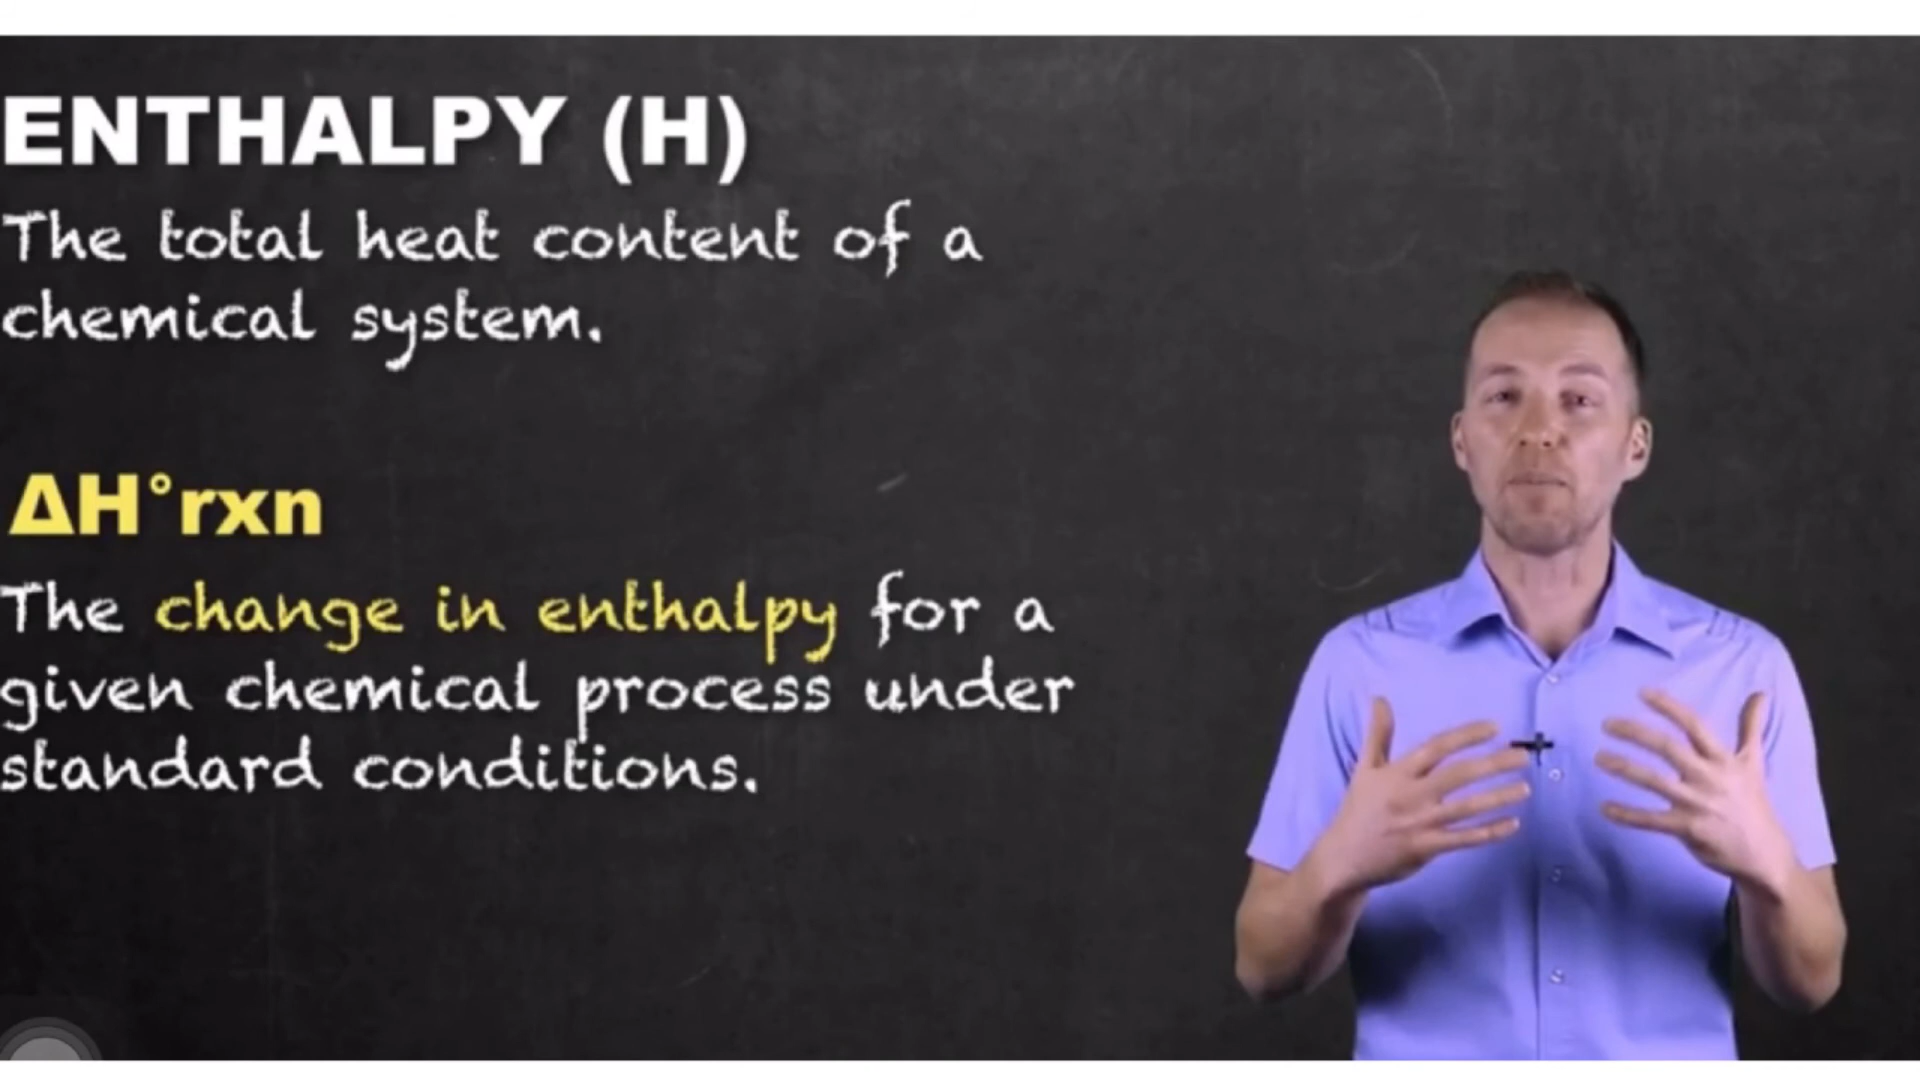 ENTHALPY (H)
The total heat content of a
chemical system.
ΔH°rxn
The change in enthalpy for a
given chemical process under
standard conditions.